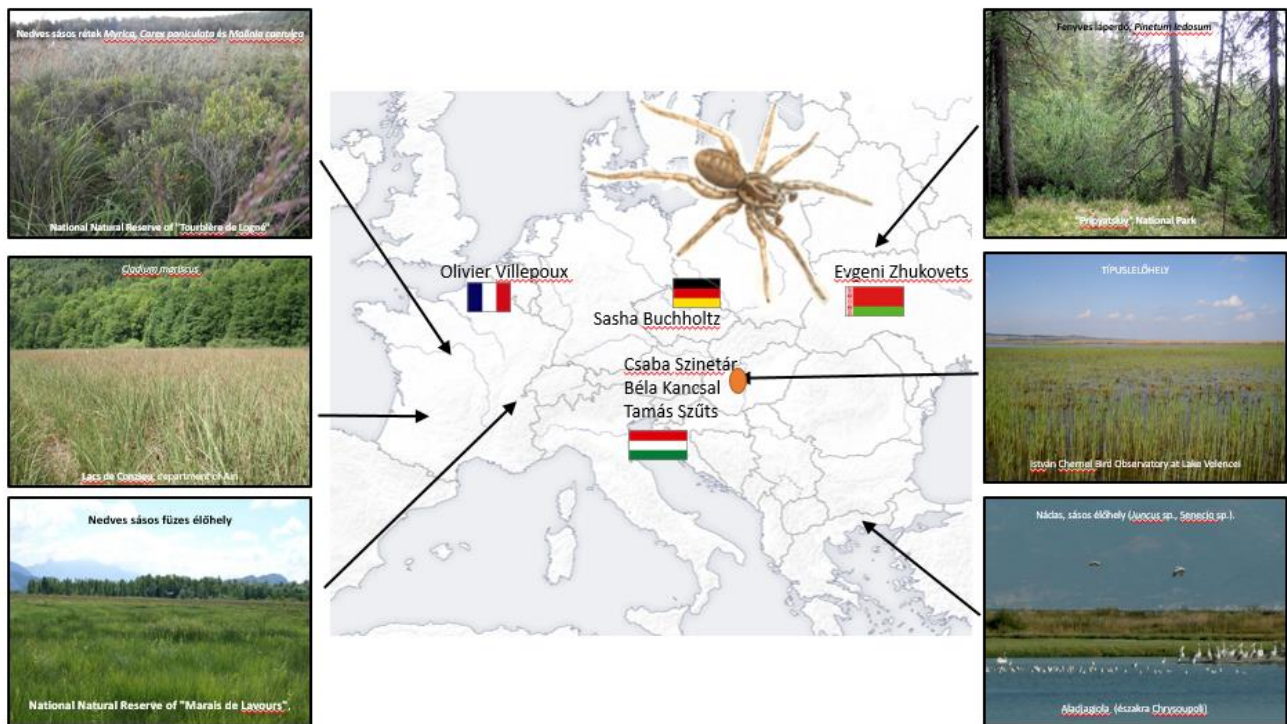 Nedves sásos rétek Myrica, Carex paniculata és Molinia caerulea
National Natural Reserve of "Tourbière de Logné"
Cladium mariscus
Lacs de Conzieu, department of Ain
Nedves sásos füzes élőhely
National Natural Reserve of "Marais de Lavours",
Olivier Villepoux
Sasha Buchholtz
Evgeni Zhukovets
Csaba Szinetár
Béla Kancsal
Tamás Szűts
Fenyves láperdő, Pinetum ledosum
"Pripyatsky" National Park
TÍPUSLELŐHELY
István Chernel Bird Observatory at Lake Velencei
Nádas, sásos élőhely (Juncus sp., Senecio sp.).
Aladjagiola (északra Chrysoupoli)